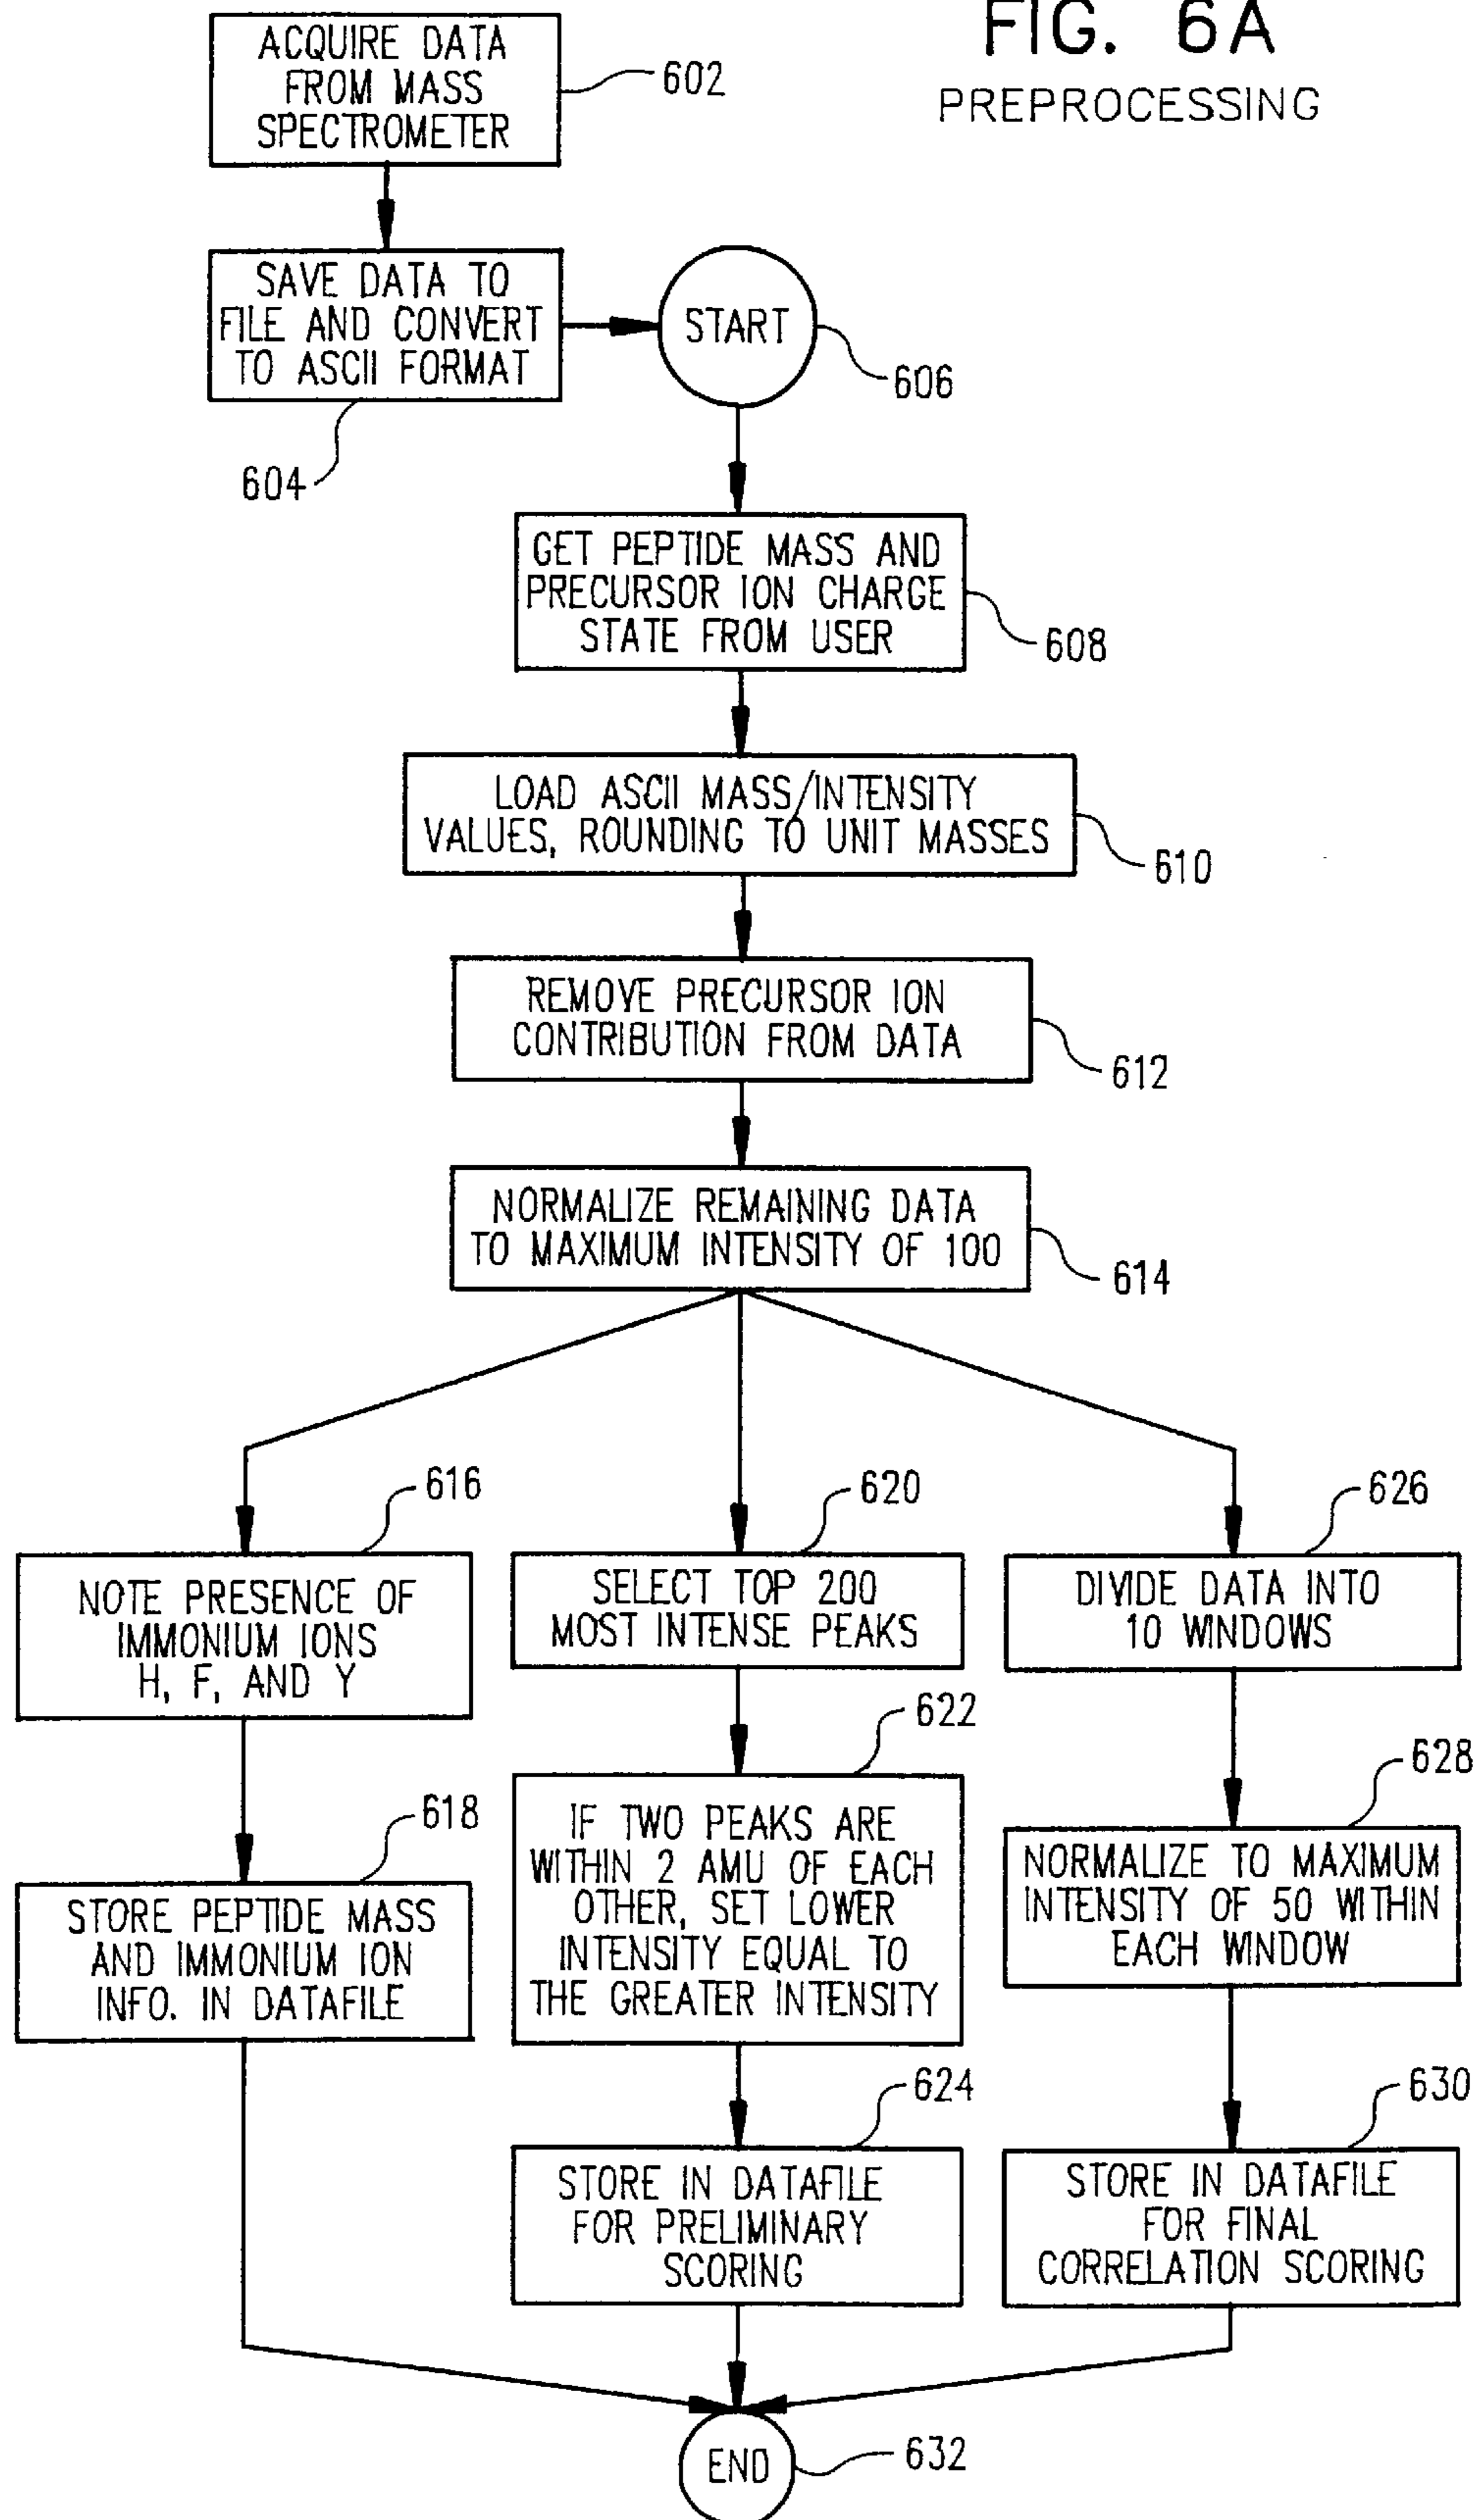 FIG. 6A
PREPROCESSING
ACQUIRE DATA
FROM MASS
SPECTROMETER
602
SAVE DATA TO
FILE AND CONVERT
TO ASCII FORMAT
604
START
606
GET PEPTIDE MASS AND
PRECURSOR ION CHARGE
STATE FROM USER
608
LOAD ASCII MASS/INTENSITY
VALUES, ROUNDING TO UNIT MASSES
610
REMOVE PRECURSOR ION
CONTRIBUTION FROM DATA
612
NORMALIZE REMAINING DATA
TO MAXIMUM INTENSITY OF 100
614
616
NOTE PRESENCE OF
IMMONIUM IONS
H, F, AND Y
618
STORE PEPTIDE MASS
AND IMMONIUM ION
INFO. IN DATAFILE
620
SELECT TOP 200
MOST INTENSE PEAKS
622
IF TWO PEAKS ARE
WITHIN 2 AMU OF EACH
OTHER, SET LOWER
INTENSITY EQUAL TO
THE GREATER INTENSITY
624
STORE IN DATAFILE
FOR PRELIMINARY
SCORING
626
DIVIDE DATA INTO
10 WINDOWS
628
NORMALIZE TO MAXIMUM
INTENSITY OF 50 WITHIN
EACH WINDOW
630
STORE IN DATAFILE
FOR FINAL
CORRELATION SCORING
END
632